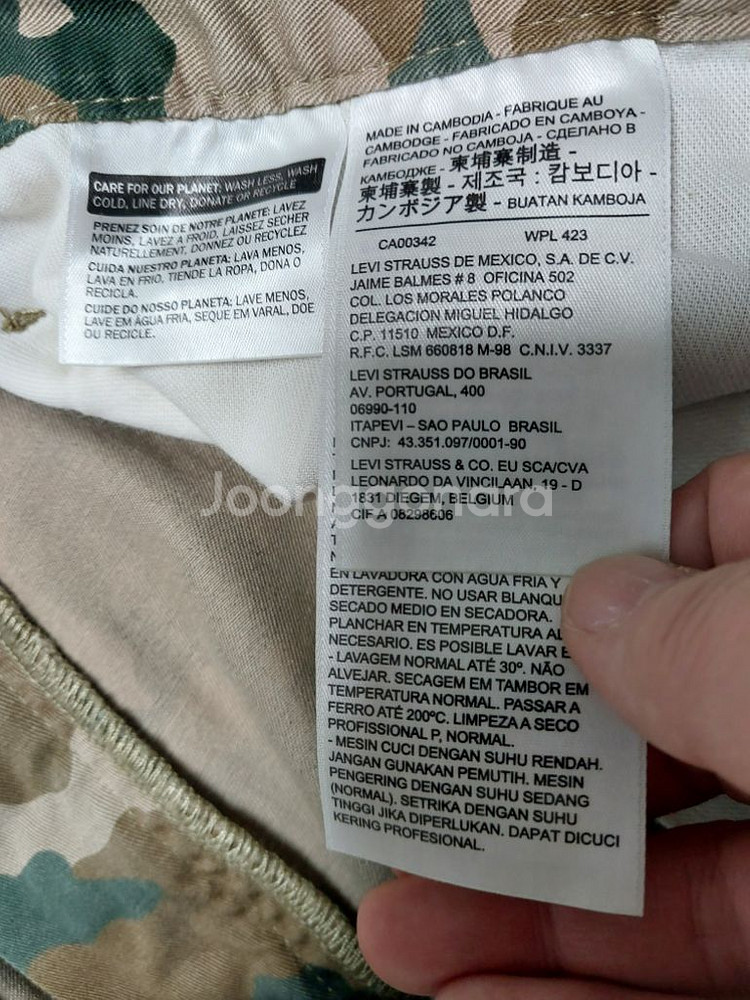 CARE FOR OUR PLANET: WASH LESS, WASH
COLD, LINE DRY, DONATE OR RECYCLE
PRENEZ SOIN DE NOTRE PLANETE: LAVEZ
MOINS, LAVEZ A FROID, LAISSEZ SECHER
NATURELLEMENT, DONNEZ OU RECYCLEZ
CUIDA NUESTRO PLANETA: LAVA MENOS,
LAVA EN FRIO, TIENDE LA ROPA, DONA O
RECICLA.
CUIDE DO NOSSO PLANETA: LAVE MENOS,
LAVE EM ÁGUA FRIA, SEQUE EM VARAL, DOE
OU RECICLE.
MADE IN CAMBODIA - FABRIQUE AU
CAMBODGE - FABRICADO EN CAMBOYA -
FABRICADO NO CAMBOJA - СДЕЛАНО В
КАМБОДЖЕ - 柬埔寨制造 -
柬埔寨製 - 제조국 : 캄보디아 -
カンボジア製 - BUATAN KAMBOJA
CA00342 WPL 423
LEVI STRAUSS DE MEXICO, S.A. DE C.V.
JAIME BALMES # 8 OFICINA 502
COL. LOS MORALES POLANCO
DELEGACION MIGUEL HIDALGO
C.P. 11510 MEXICO D.F.
R.F.C. LSM 660818 M-98 C.N.I.V. 3337
LEVI STRAUSS DO BRASIL
AV. PORTUGAL, 400
06990-110
ITAPEVI – SAO PAULO BRASIL
CNPJ: 43.351.097/0001-90
LEVI STRAUSS & CO. EU SCA/CVA
LEONARDO DA VINCILAAN, 19 - D
1831 DIEGEM, BELGIUM
CIF A 08298606
Joonggonara
EN LAVADORA CON AGUA FRIA Y
DETERGENTE. NO USAR BLANQU
SECADO MEDIO EN SECADORA.
PLANCHAR EN TEMPERATURA AL
NECESARIO. ES POSIBLE LAVAR E
- LAVAGEM NORMAL ATÉ 30º. NÃO
ALVEJAR. SECAGEM EM TAMBOR EM
TEMPERATURA NORMAL. PASSAR A
FERRO ATÉ 200ºC. LIMPEZA A SECO
PROFISSIONAL P, NORMAL.
- MESIN CUCI DENGAN SUHU RENDAH.
JANGAN GUNAKAN PEMUTIH. MESIN
PENGERING DENGAN SUHU SEDANG
(NORMAL). SETRIKA DENGAN SUHU
TINGGI JIKA DIPERLUKAN. DAPAT DICUCI
KERING PROFESIONAL.